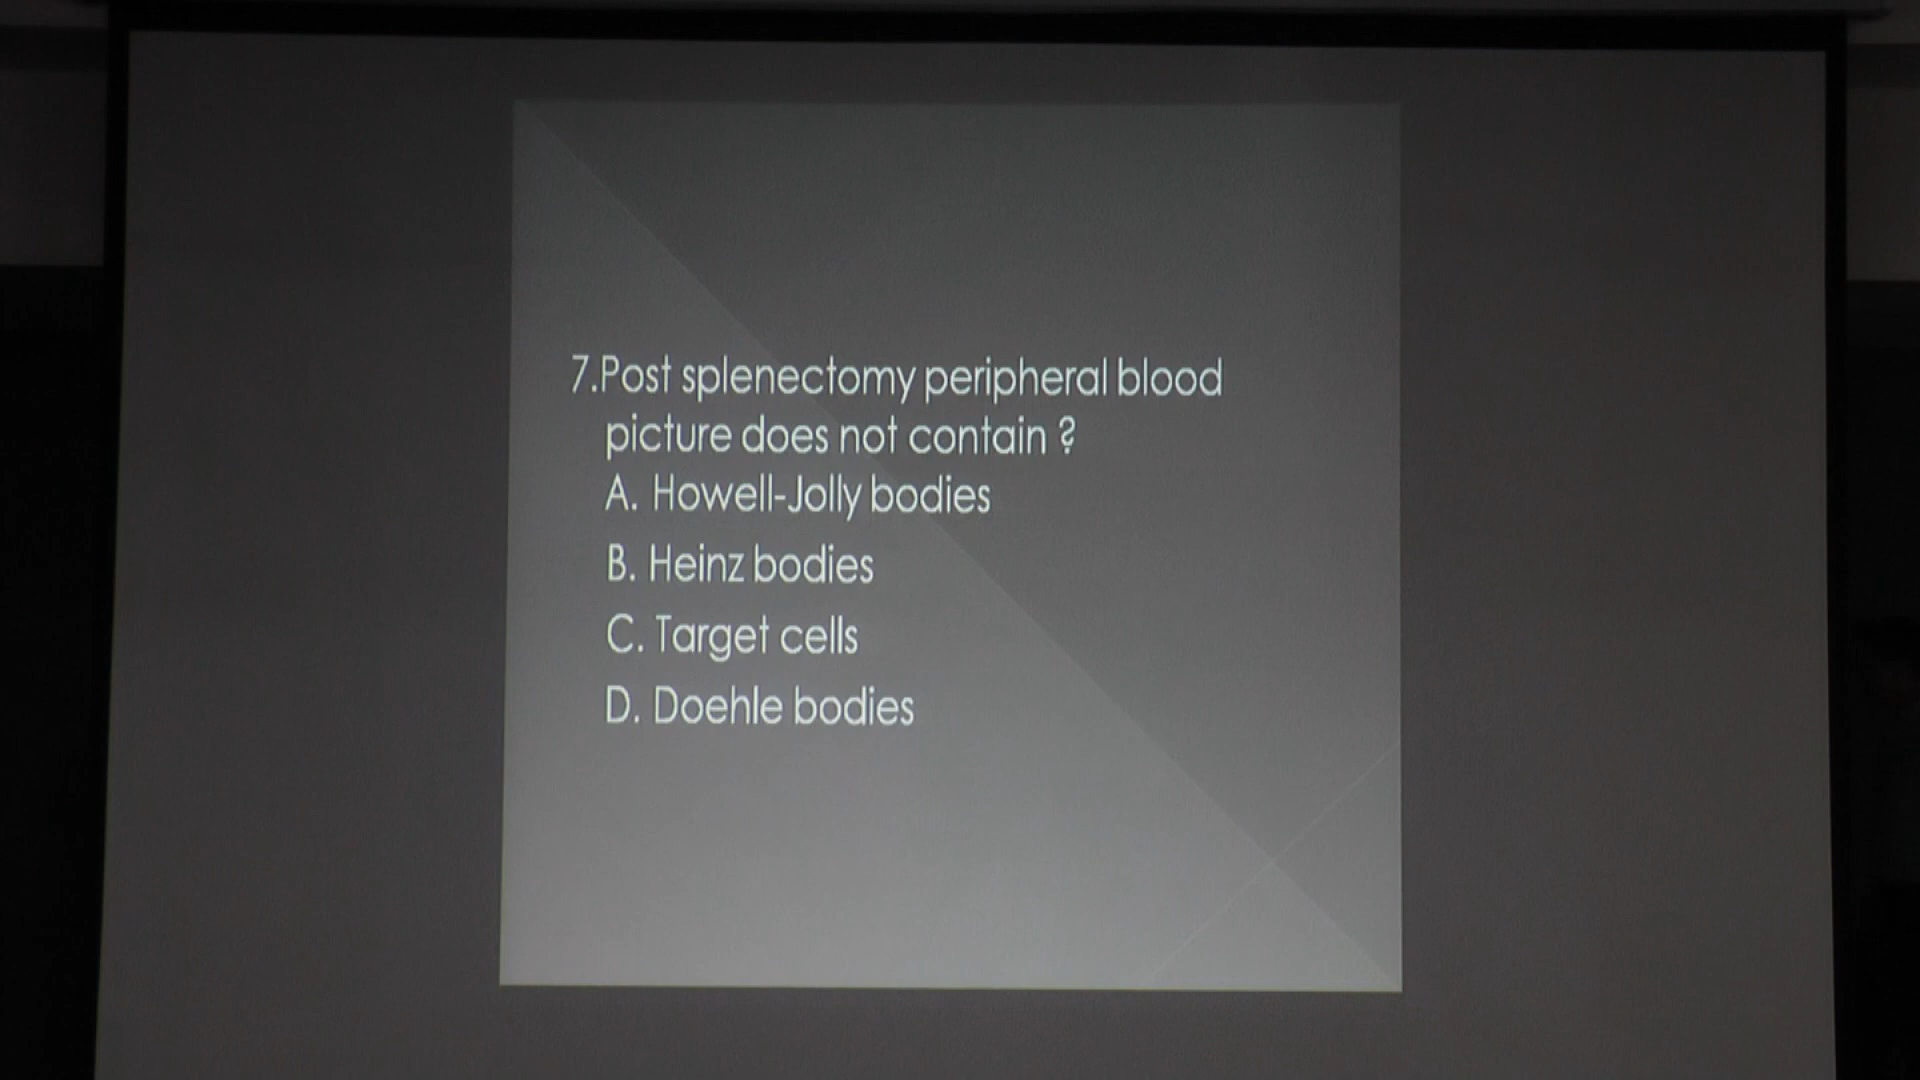 7.Post splenectomy peripheral blood
picture does not contain ?
A. Howell-Jolly bodies
B. Heinz bodies
C. Target cells
D. Doehle bodies